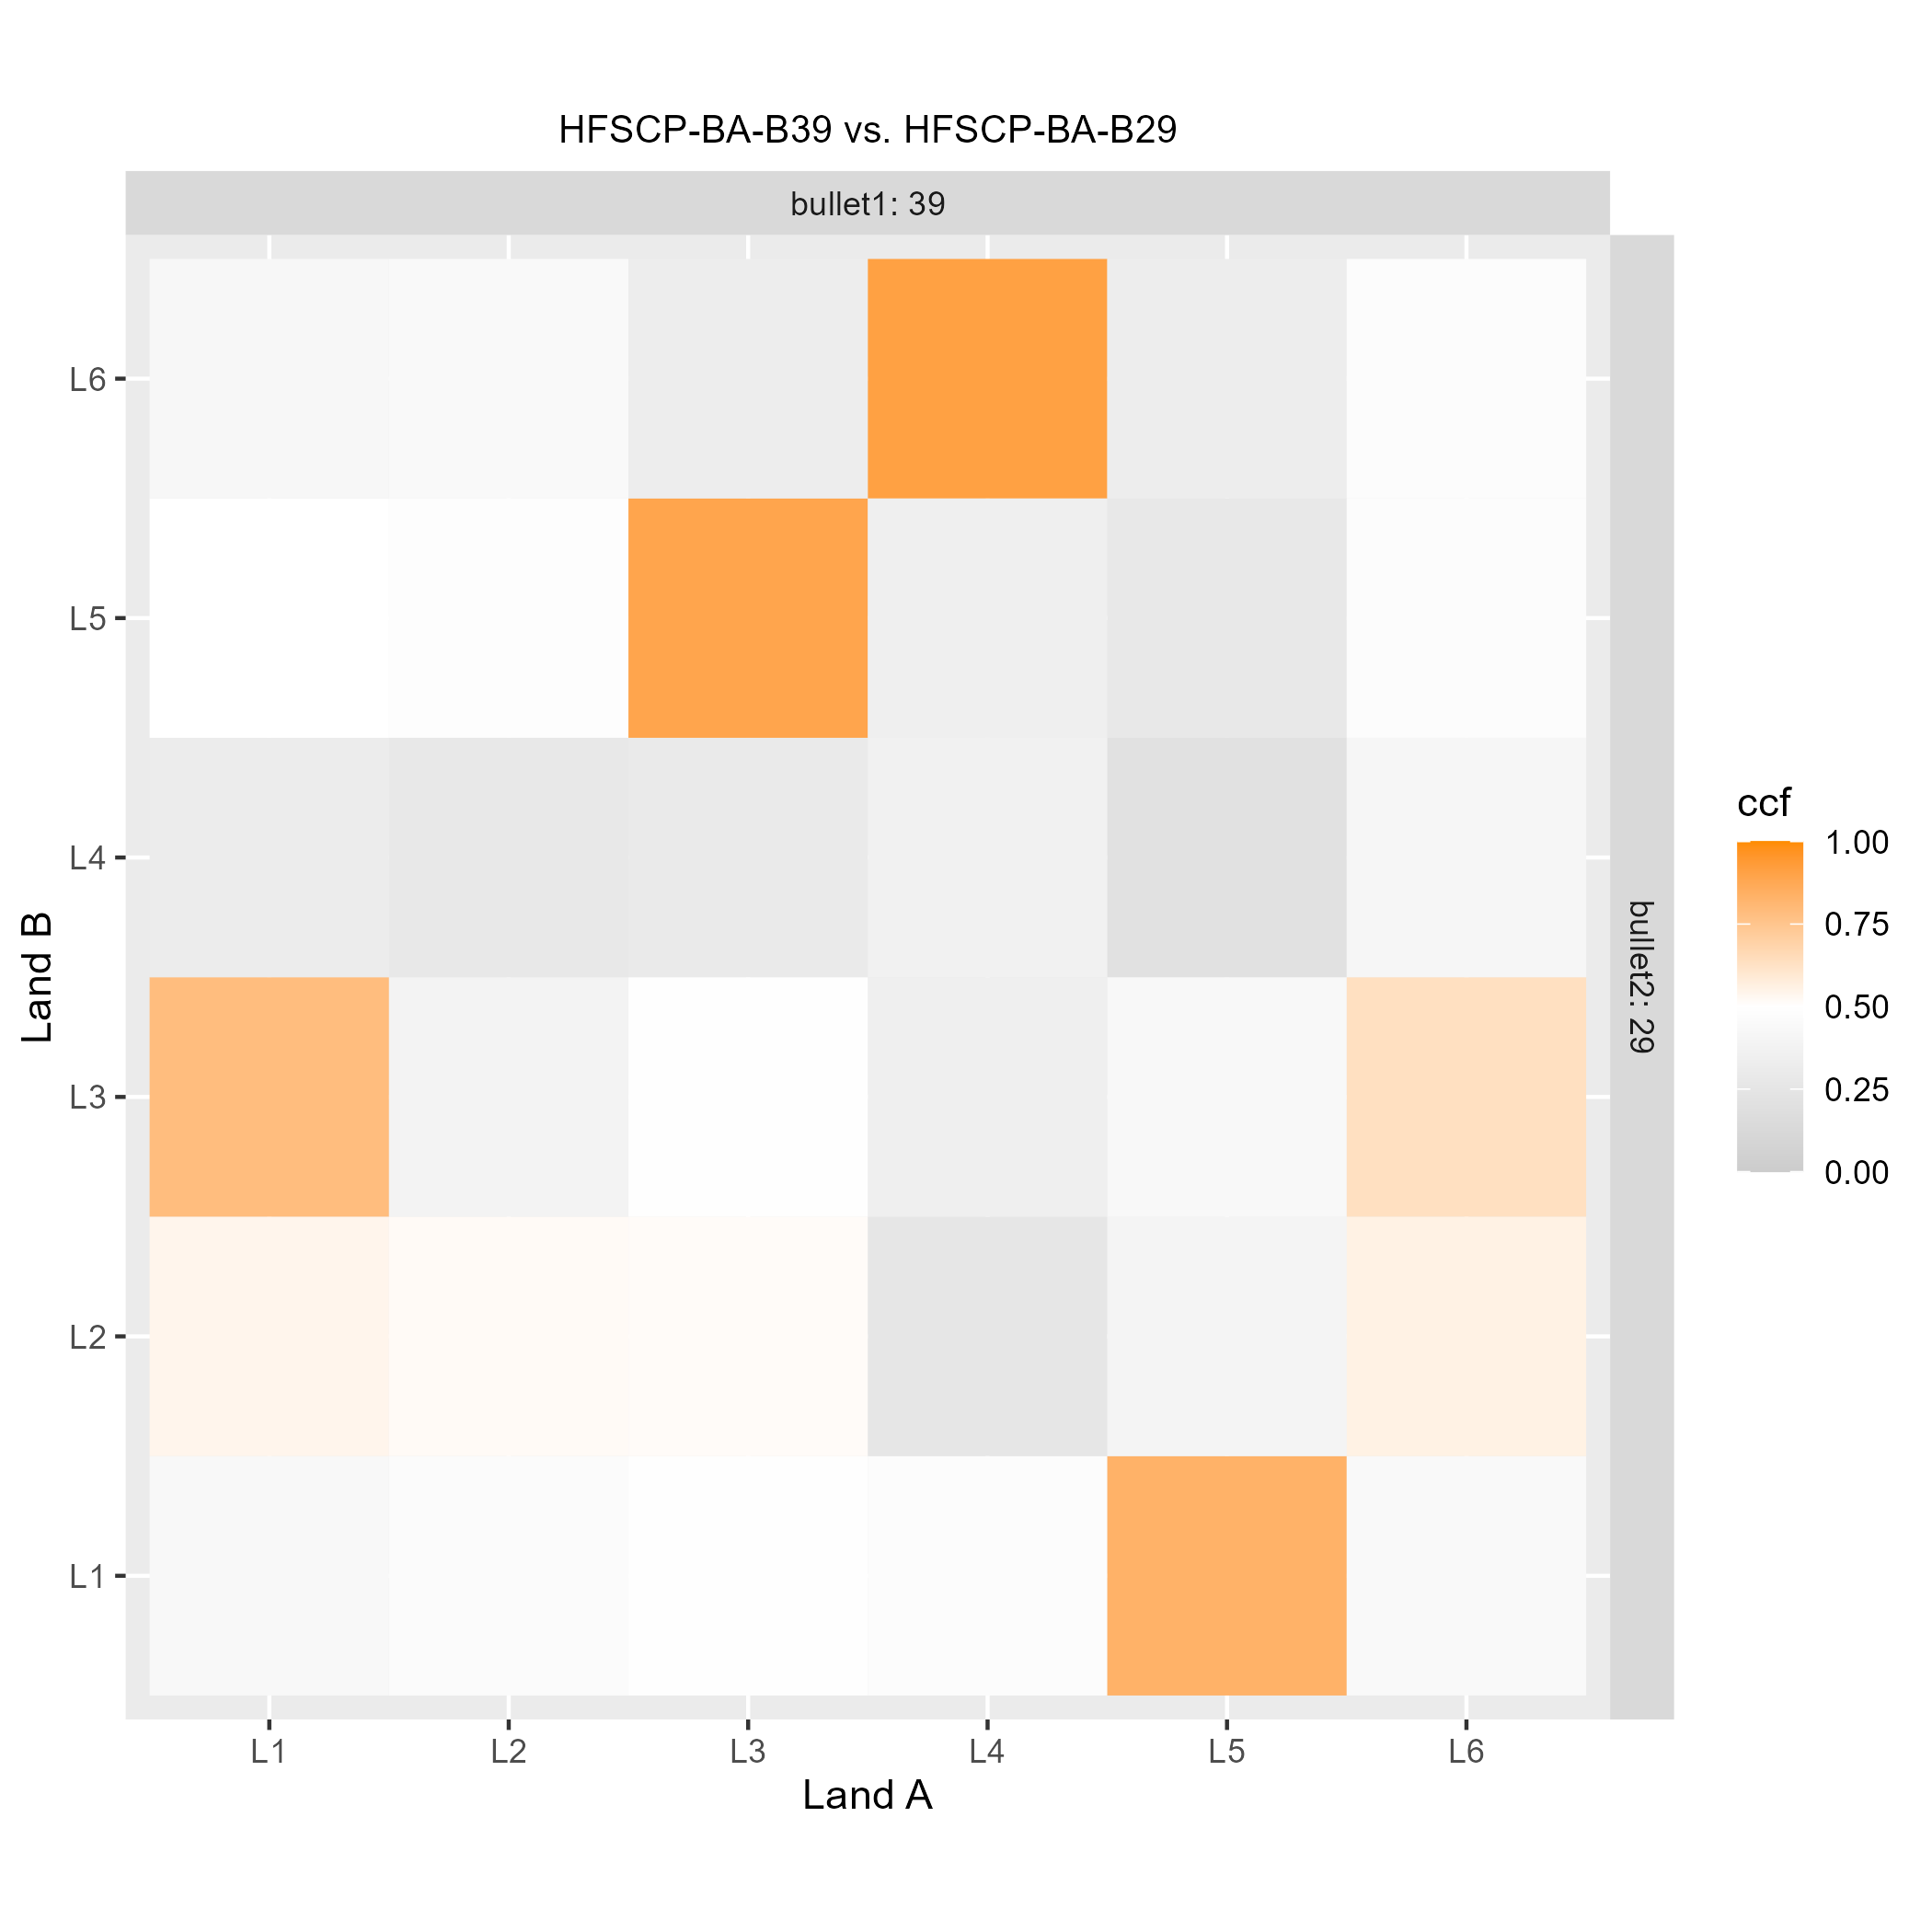 HFSCP-BA-B39 vs. HFSCP-BA-B29
bullet1: 39
L6
L5
L4
L3
L2
L1
Land B
bullet2: 29
L1 L2 L3 L4 L5 L6
Land A
ccf
1.00
0.75
0.50
0.25
0.00